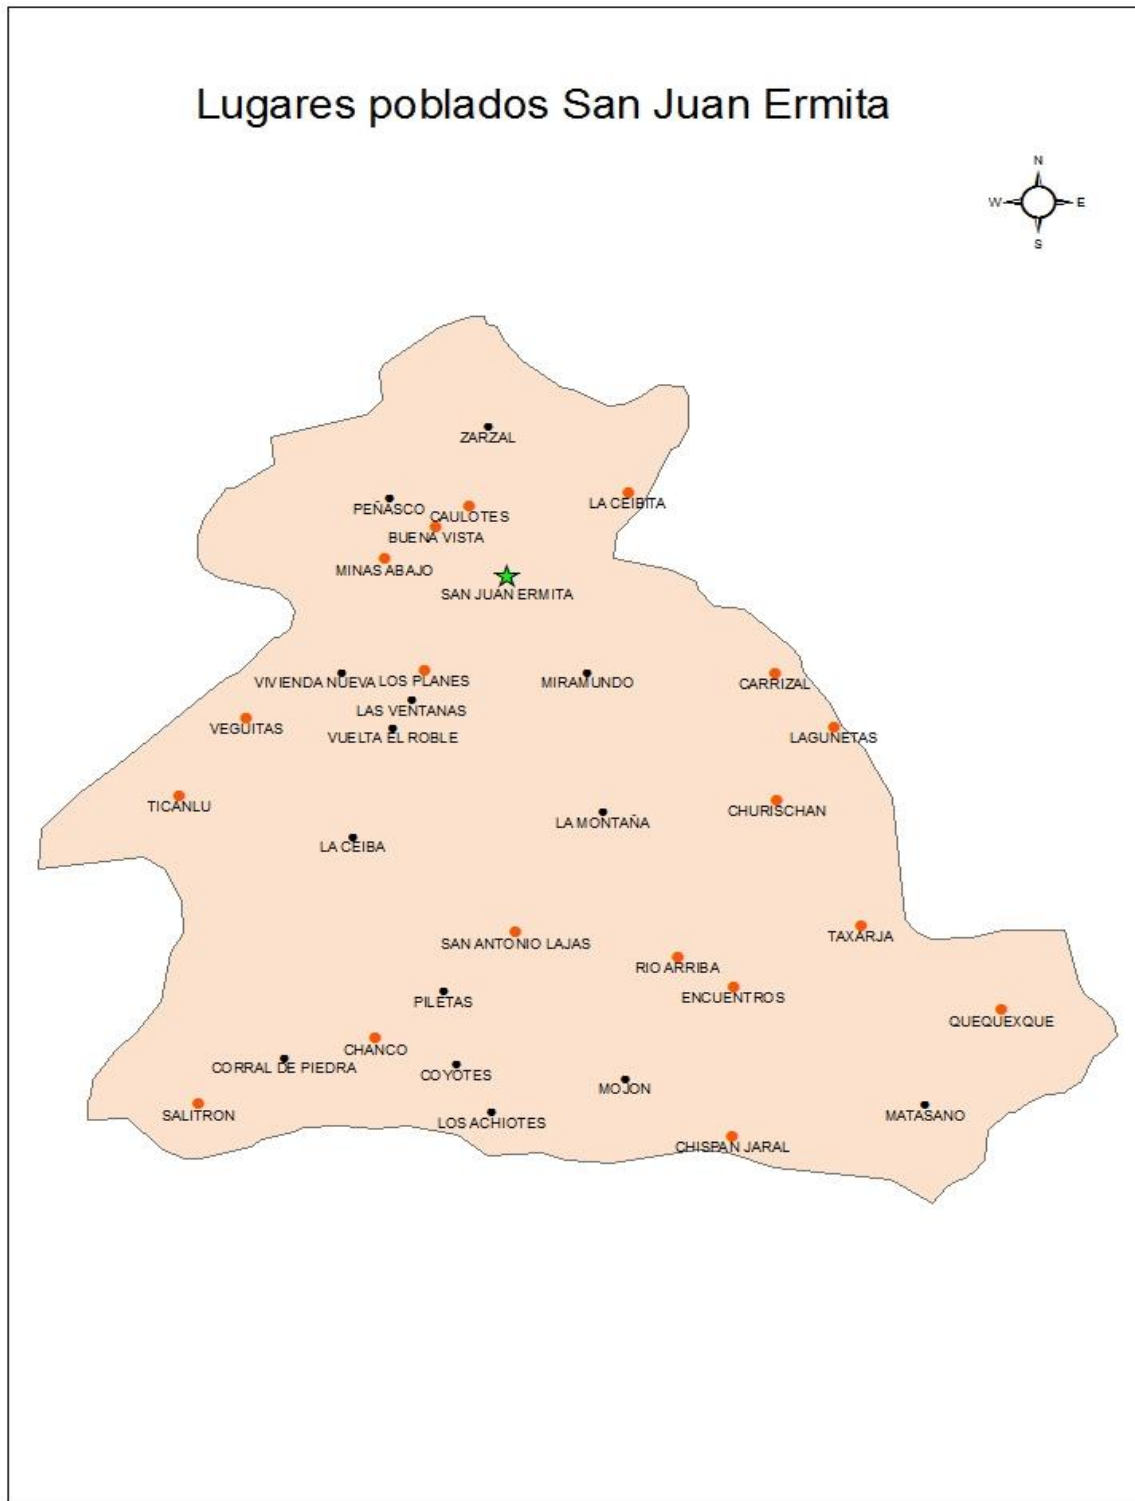 Lugares poblados San Juan Ermita
N
W E
S
ZARZAL
PEÑASCO
CAULOTES
LA CEIBITA
BUENA VISTA
MINAS ABAJO
SAN JUAN ERMITA
VIVIENDA NUEVA
LOS PLANES
MIRAMUNDO
CARRIZAL
LAS VENTANAS
VEGUITAS
VUELTA EL ROBLE
LAGUNETAS
TICANLU
CHURISCHAN
LA MONTAÑA
LA CEIBA
TAXARJA
SAN ANTONIO LAJAS
RIO ARRIBA
ENCUENTROS
PILETAS
QUEQUEXQUE
CHANCO
CORRAL DE PIEDRA
COYOTES
MOJON
SALITRON
LOS ACHIOTES
MATASANO
CHISPAN JARAL